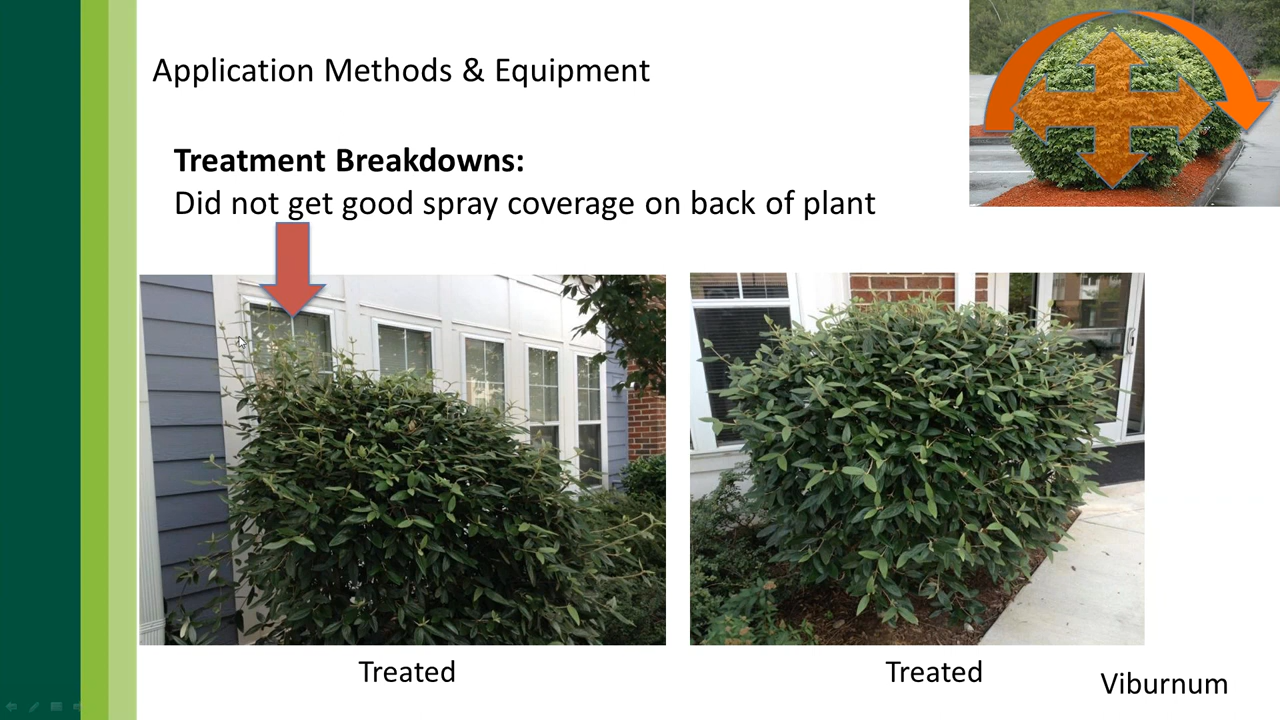 Application Methods & Equipment
Treatment Breakdowns:
Did not get good spray coverage on back of plant
Treated
Treated
Viburnum